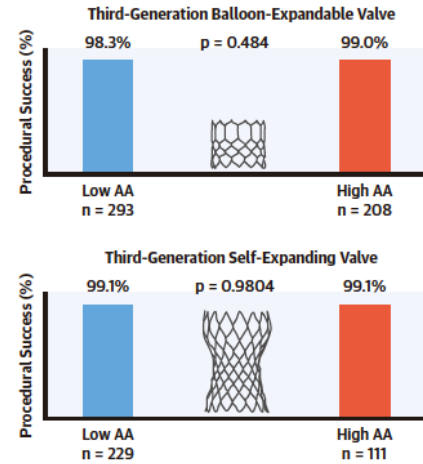 Third-Generation Balloon-Expandable Valve
Procedural Success (%)
98.3% p = 0.484 99.0%
Low AA High AA
n = 293 n = 208
Third-Generation Self-Expanding Valve
Procedural Success (%)
99.1% p = 0.9804 99.1%
Low AA High AA
n = 229 n = 111